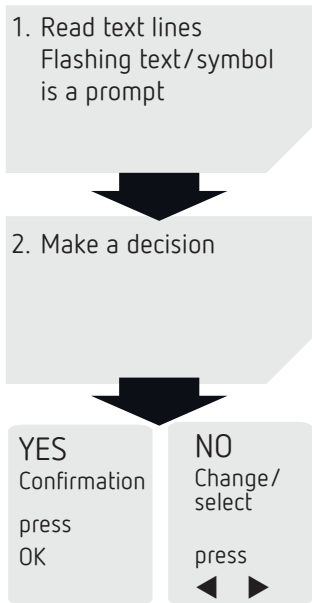 1. Read text lines
Flashing text/symbol
is a prompt
2. Make a decision
YES
Confirmation
press
OK
NO
Change/
select
press
◀ ▶